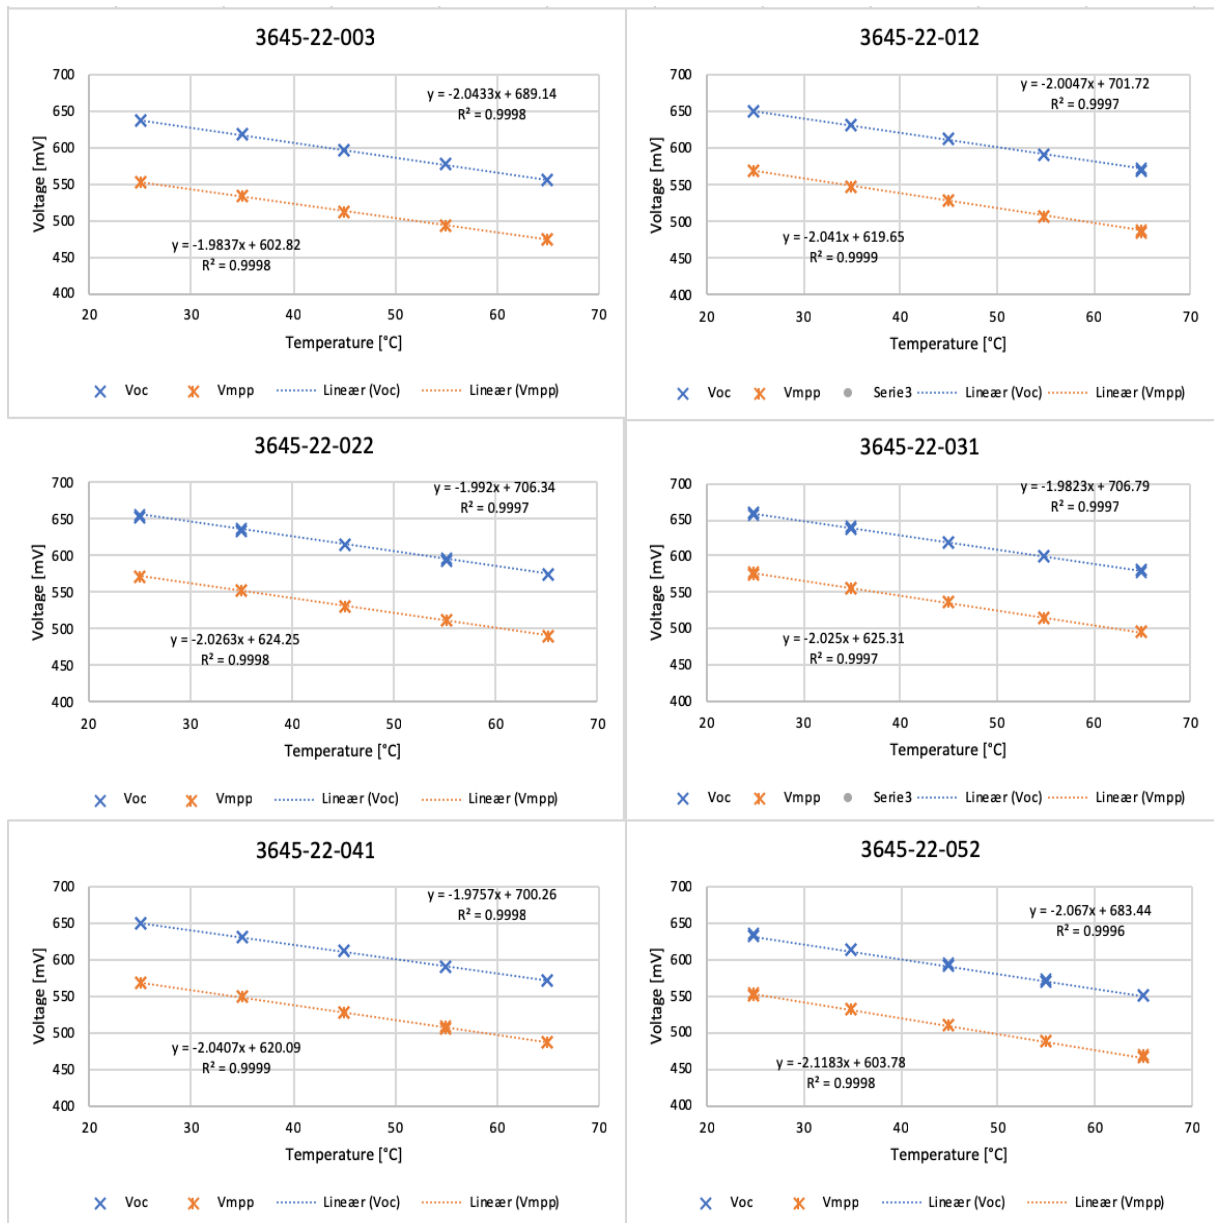 3645-22-003
700
650
600
550
500
450
400
Voltage [mV]
y = -2.0433x + 689.14
R² = 0.9998
y = -1.9837x + 602.82
R² = 0.9998
20 30 40 50 60 70
Temperature [°C]
Voc Vmpp Lineær (Voc) Lineær (Vmpp)
3645-22-012
700
650
600
550
500
450
400
Voltage [mV]
y = -2.0047x + 701.72
R² = 0.9997
y = -2.041x + 619.65
R² = 0.9999
20 30 40 50 60 70
Temperature [°C]
Voc Vmpp Serie3 Lineær (Voc) Lineær (Vmpp)
3645-22-022
700
650
600
550
500
450
400
Voltage [mV]
y = -1.992x + 706.34
R² = 0.9997
y = -2.0263x + 624.25
R² = 0.9998
20 30 40 50 60 70
Temperature [°C]
Voc Vmpp Lineær (Voc) Lineær (Vmpp)
3645-22-031
700
650
600
550
500
450
400
Voltage [mV]
y = -1.9823x + 706.79
R² = 0.9997
y = -2.025x + 625.31
R² = 0.9997
20 30 40 50 60 70
Temperature [°C]
Voc Vmpp Serie3 Lineær (Voc) Lineær (Vmpp)
3645-22-041
700
650
600
550
500
450
400
Voltage [mV]
y = -1.9757x + 700.26
R² = 0.9998
y = -2.0407x + 620.09
R² = 0.9999
20 30 40 50 60 70
Temperature [°C]
Voc Vmpp Lineær (Voc) Lineær (Vmpp)
3645-22-052
700
650
600
550
500
450
400
Voltage [mV]
y = -2.067x + 683.44
R² = 0.9996
y = -2.1183x + 603.78
R² = 0.9998
20 30 40 50 60 70
Temperature [°C]
Voc Vmpp Lineær (Voc) Lineær (Vmpp)